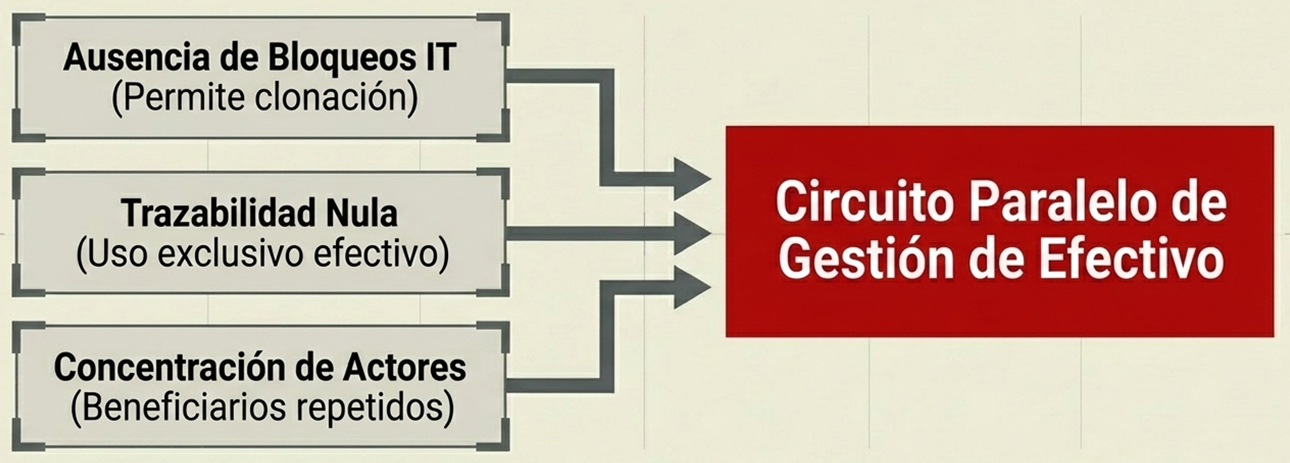 Ausencia de Bloqueos IT
(Permite clonación)
Trazabilidad Nula
(Uso exclusivo efectivo)
Concentración de Actores
(Beneficiarios repetidos)
Circuito Paralelo de
Gestión de Efectivo